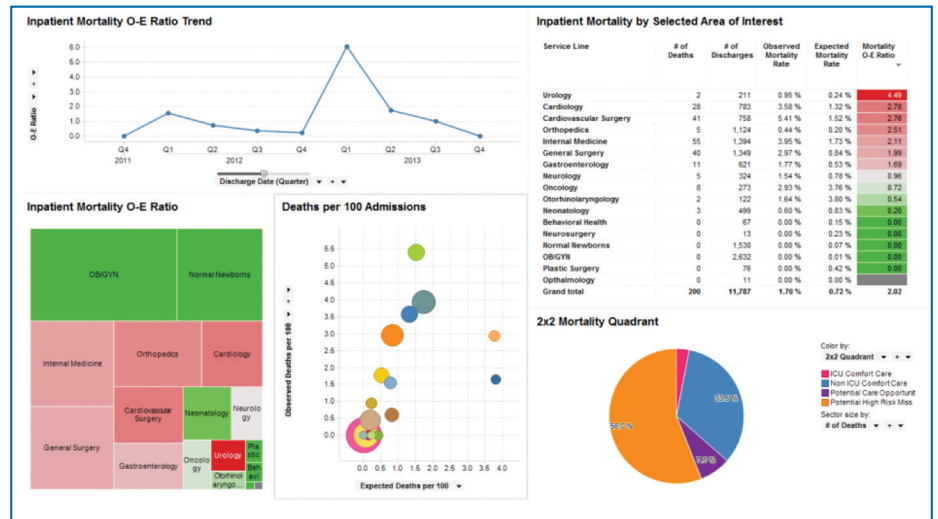 Inpatient Mortality O-E Ratio Trend
6.0
5.0
4.0
3.0
2.0
1.0
0.0
O-E Ratio
Q4 Q1 Q2 Q3 Q4 Q1 Q2 Q3 Q4
2011 2012 2013
Discharge Date (Quarter)
Inpatient Mortality by Selected Area of Interest
Service Line # of Deaths # of Discharges Observed Mortality Rate Expected Mortality Rate Mortality O-E Ratio
Urology 2 211 0.95 % 0.24 % 4.49
Cardiology 28 783 3.58 % 1.32 % 2.78
Cardiovascular Surgery 41 758 5.41 % 1.52 % 2.76
Orthopedics 5 1,124 0.44 % 0.20 % 2.51
Internal Medicine 55 1,394 3.95 % 1.73 % 2.11
General Surgery 40 1,349 2.97 % 0.84 % 1.99
Gastroenterology 11 621 1.77 % 0.53 % 1.69
Neurology 5 324 1.54 % 0.78 % 0.96
Oncology 8 273 2.93 % 3.76 % 0.72
Otorhinolaryngology 2 122 1.64 % 3.80 % 0.54
Neonatology 3 499 0.60 % 0.83 % 0.20
Behavioral Health 0 67 0.00 % 0.15 % 0.00
Neurosurgery 0 13 0.00 % 0.23 % 0.00
Normal Newborns 0 1,530 0.00 % 0.07 % 0.00
OB/GYN 0 2,632 0.00 % 0.01 % 0.00
Plastic Surgery 0 76 0.00 % 0.42 % 0.00
Opthalmology 0 11 0.00 % 0.00 %
Grand total 200 11,787 1.70 % 0.72 % 2.02
Inpatient Mortality O-E Ratio
OB/GYN
Normal Newborns
Internal Medicine
Orthopedics
Cardiology
General Surgery
Cardiovascular
Surgery
Neonatology
Neurolo
gy
Gastroenterology
Oncolo
gy
Urology
Otorhinol
aryngo...
Pla
stic
Beh
avi
Deaths per 100 Admissions
5.5
5.0
4.5
4.0
3.5
3.0
2.5
2.0
1.5
1.0
0.5
0.0
Observed Deaths per 100
0.0 0.5 1.0 1.5 2.0 2.5 3.0 3.5 4.0
Expected Deaths per 100
2x2 Mortality Quadrant
56.0 %
33.5 %
7.5 %
Color by:
2x2 Quadrant
ICU Comfort Care
Non ICU Comfort Care
Potential Care Opportunt
Potential High Risk Miss
Sector size by:
# of Deaths